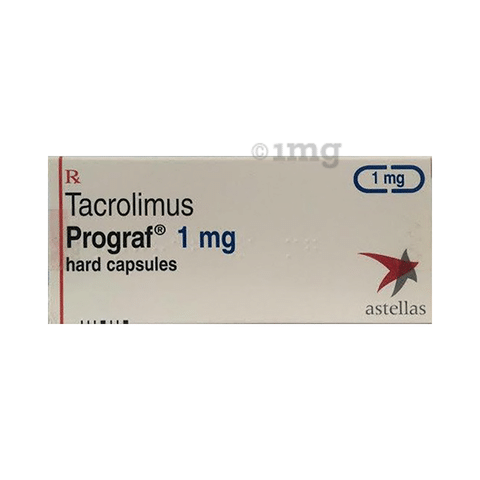 ©1mg
℞
1 mg
Tacrolimus
Prograf® 1 mg
hard capsules
astellas